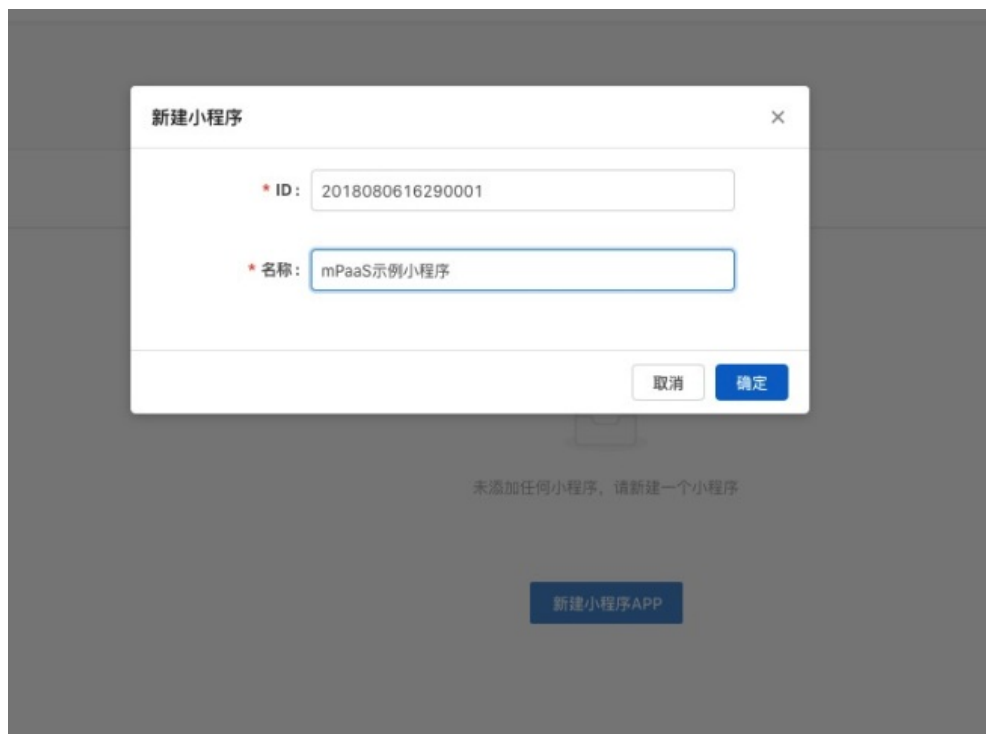 新建小程序
* ID： 2018080616290001
* 名称： mPaaS示例小程序
取消 确定
未添加任何小程序，请新建一个小程序
新建小程序APP